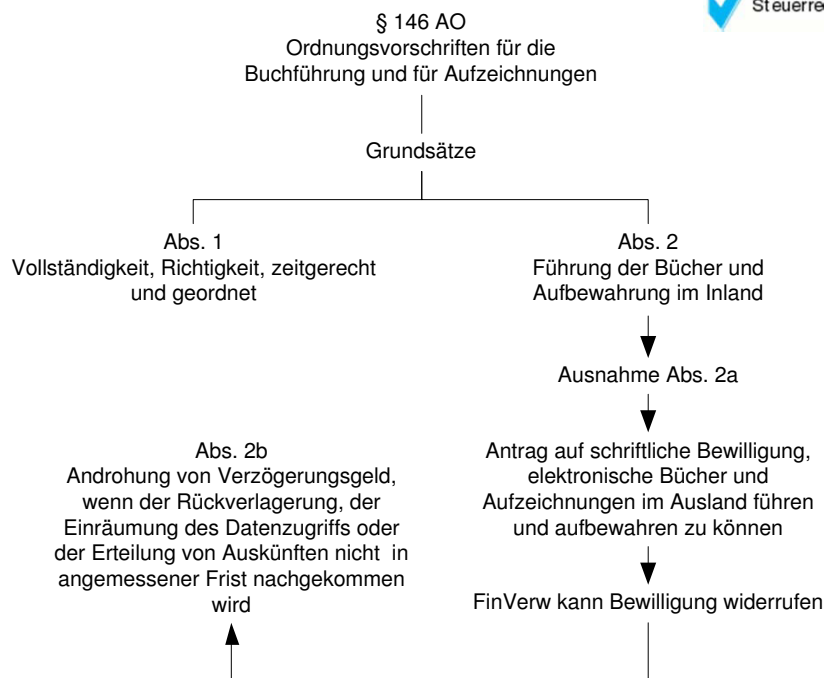 Steuerre
§ 146 AO
Ordnungsvorschriften für die
Buchführung und für Aufzeichnungen
Grundsätze
Abs. 1
Vollständigkeit, Richtigkeit, zeitgerecht
und geordnet
Abs. 2
Führung der Bücher und
Aufbewahrung im Inland
Ausnahme Abs. 2a
Antrag auf schriftliche Bewilligung,
elektronische Bücher und
Aufzeichnungen im Ausland führen
und aufbewahren zu können
FinVerw kann Bewilligung widerrufen
Abs. 2b
Androhung von Verzögerungsgeld,
wenn der Rückverlagerung, der
Einräumung des Datenzugriffs oder
der Erteilung von Auskünften nicht in
angemessener Frist nachgekommen
wird